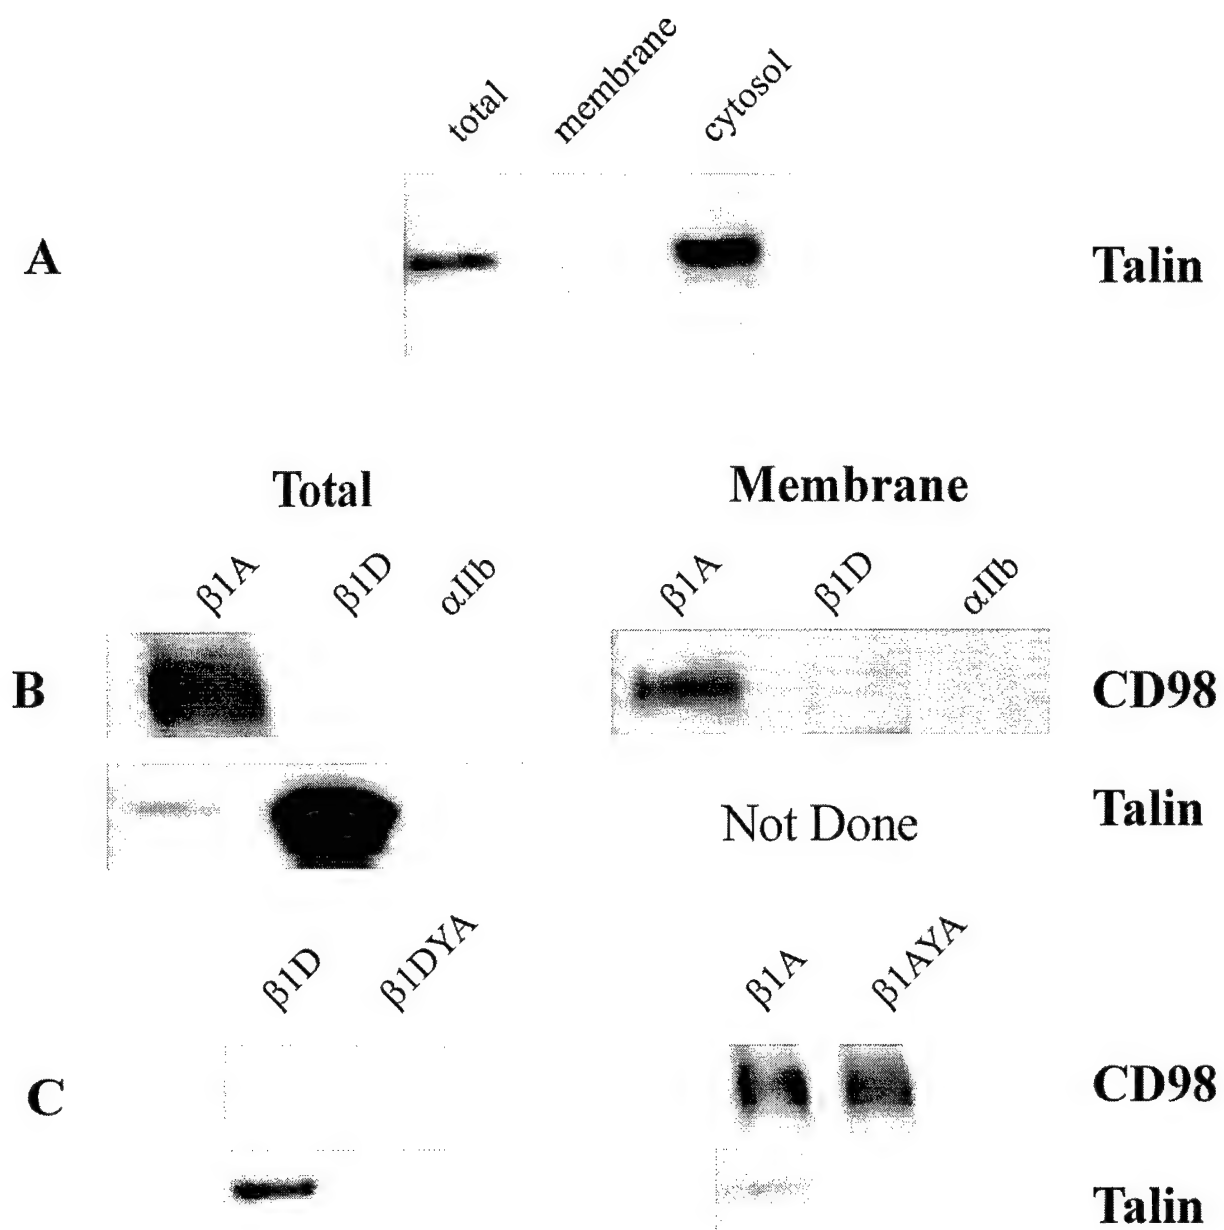 total membrane cytosol
A Talin
Total Membrane
β1A β1D αIIb β1A β1D αIIb
B CD98
Not Done Talin
β1D β1DYA β1A β1AYA
C CD98
Talin